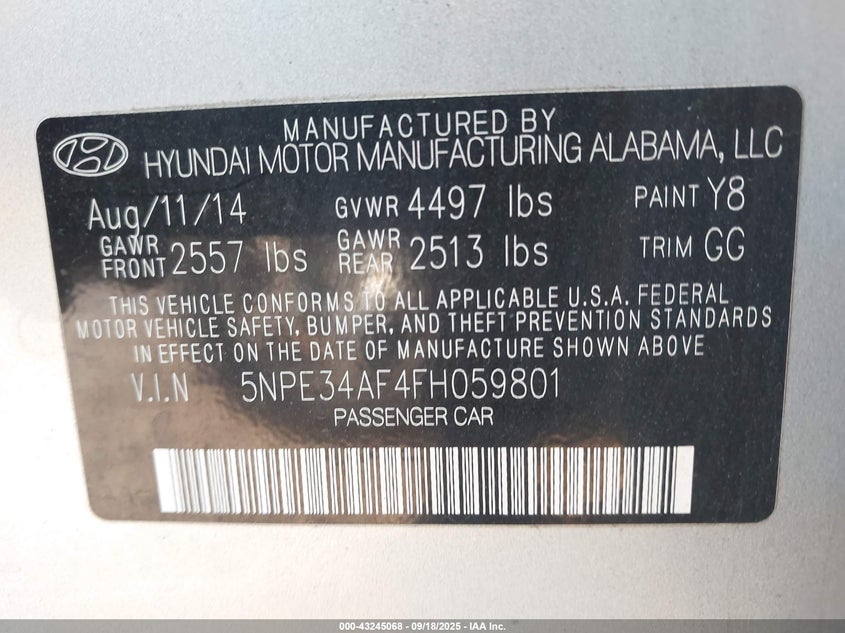 MANUFACTURED BY
HYUNDAI MOTOR MANUFACTURING ALABAMA, LLC
Aug/11/14 GVWR 4497 lbs PAINT Y8
GAWR FRONT 2557 lbs GAWR REAR 2513 lbs TRIM GG
THIS VEHICLE CONFORMS TO ALL APPLICABLE U.S.A. FEDERAL
MOTOR VEHICLE SAFETY, BUMPER, AND THEFT PREVENTION STANDARDS
IN EFFECT ON THE DATE OF MANUFACTURE SHOWN ABOVE
V.I.N 5NPE34AF4FH059801
PASSENGER CAR
000-43245068 - 09/18/2025 - IAA Inc.